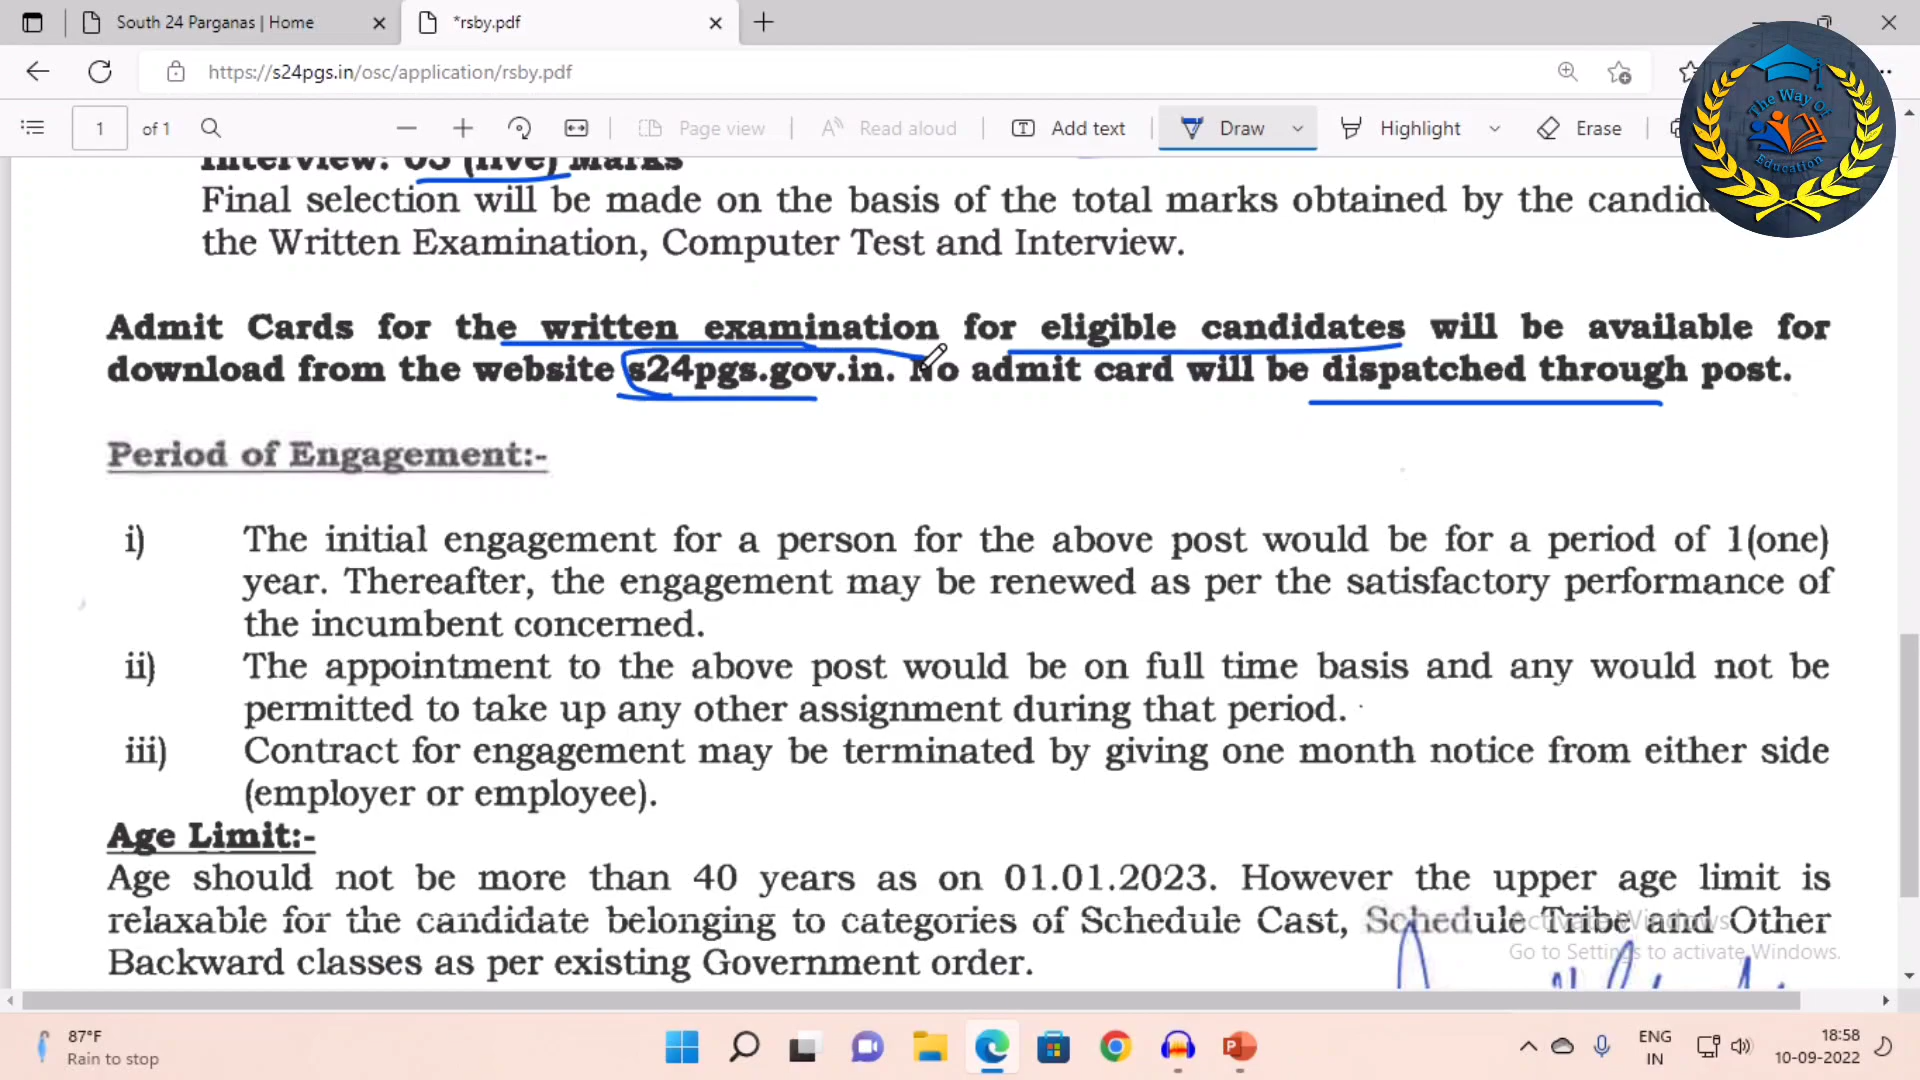 South 24 Parganas | Home
*rsby.pdf
https://s24pgs.in/osc/application/rsby.pdf
1 of 1 Page view Read aloud Add text Draw Highlight Erase
The Way Of
Education
Interview: 05 (five) Marks
Final selection will be made on the basis of the total marks obtained by the
the Written Examination, Computer Test and Interview.
Admit Cards for the written examination for eligible candidates will be available for
download from the website s24pgs.gov.in. No admit card will be dispatched through post.
Period of Engagement:-
i) The initial engagement for a person for the above post would be for a period of 1(one)
year. Thereafter, the engagement may be renewed as per the satisfactory performance of
the incumbent concerned.
ii) The appointment to the above post would be on full time basis and any would not be
permitted to take up any other assignment during that period.
iii) Contract for engagement may be terminated by giving one month notice from either side
(employer or employee).
Age Limit:-
Age should not be more than 40 years as on 01.01.2023. However the upper age limit is
relaxable for the candidate belonging to categories of Schedule Cast, Schedule Tribe and Other
Backward classes as per existing Government order.
Activate Windows
Go to Settings to activate Windows.
87°F
Rain to stop
ENG
IN
18:58
10-09-2022